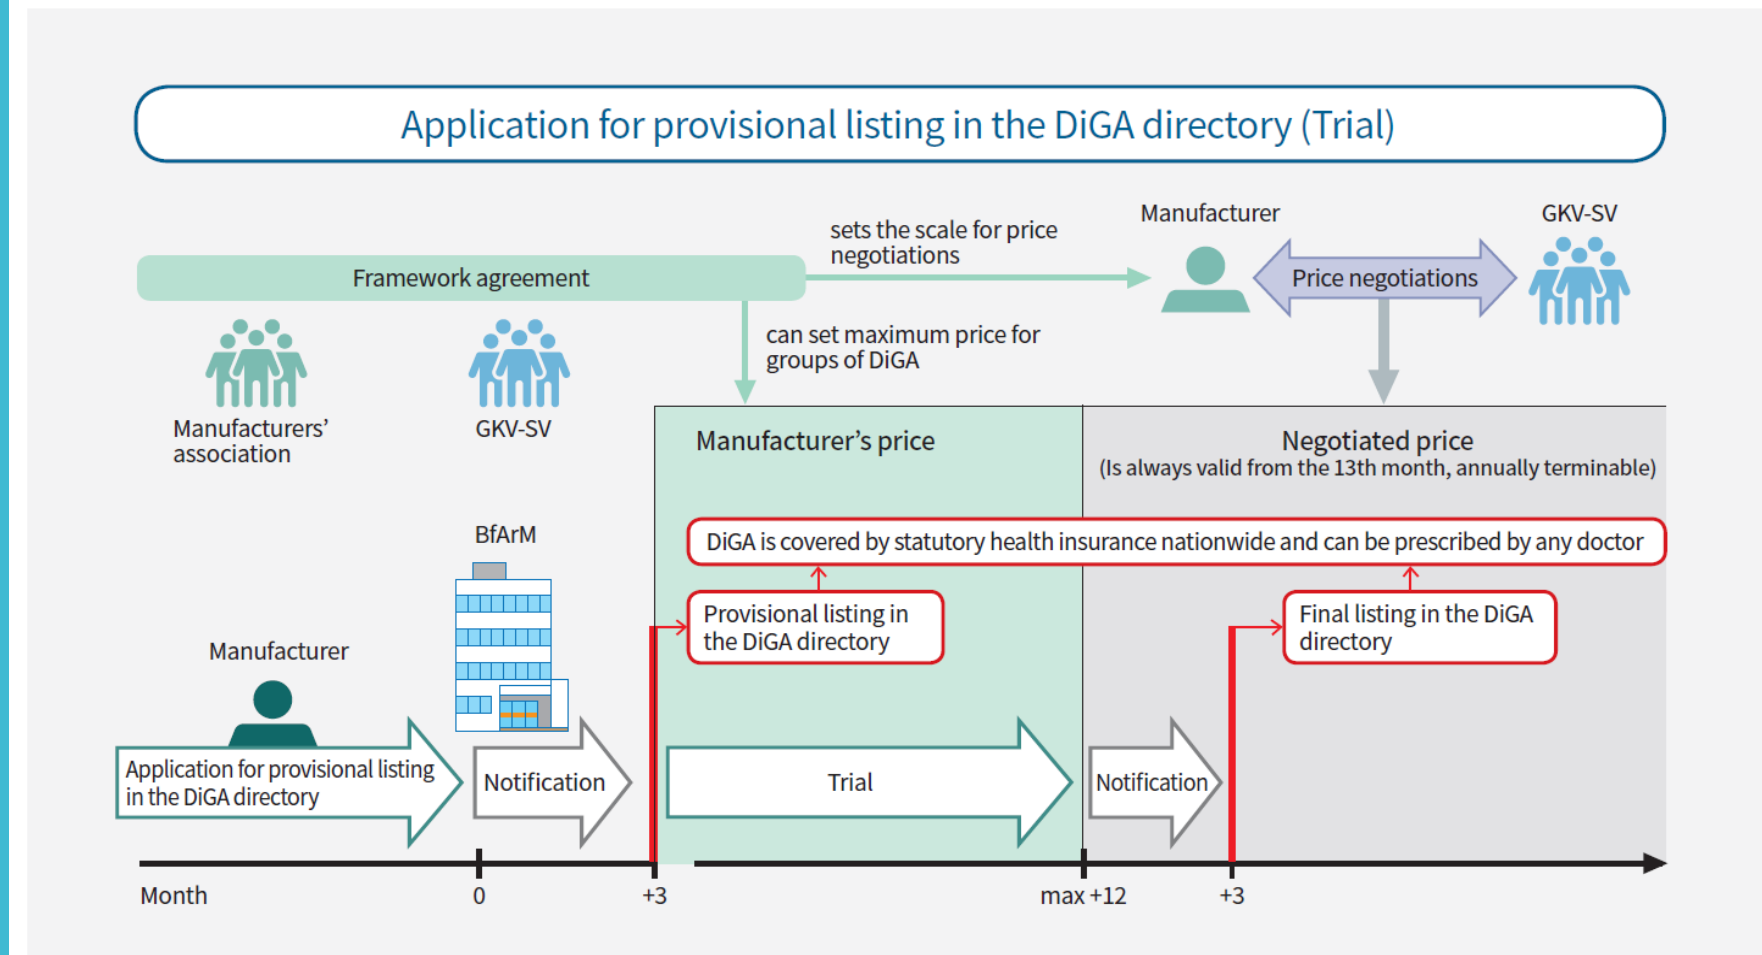 Application for provisional listing in the DiGA directory (Trial)
sets the scale for price
negotiations
Manufacturer
GKV-SV
Framework agreement
Price negotiations
can set maximum price for
groups of DiGA
Manufacturers’
association
GKV-SV
Manufacturer’s price
Negotiated price
(Is always valid from the 13th month, annually terminable)
BfArM
DiGA is covered by statutory health insurance nationwide and can be prescribed by any doctor
Provisional listing in
the DiGA directory
Final listing in the DiGA
directory
Manufacturer
Application for provisional listing
in the DiGA directory
Notification
Trial
Notification
Month
0
+3
max +12
+3